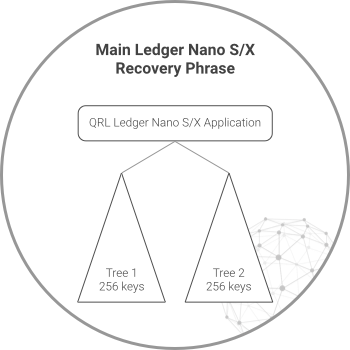 Main Ledger Nano S/X
Recovery Phrase
QRL Ledger Nano S/X Application
Tree 1
256 keys
Tree 2
256 keys